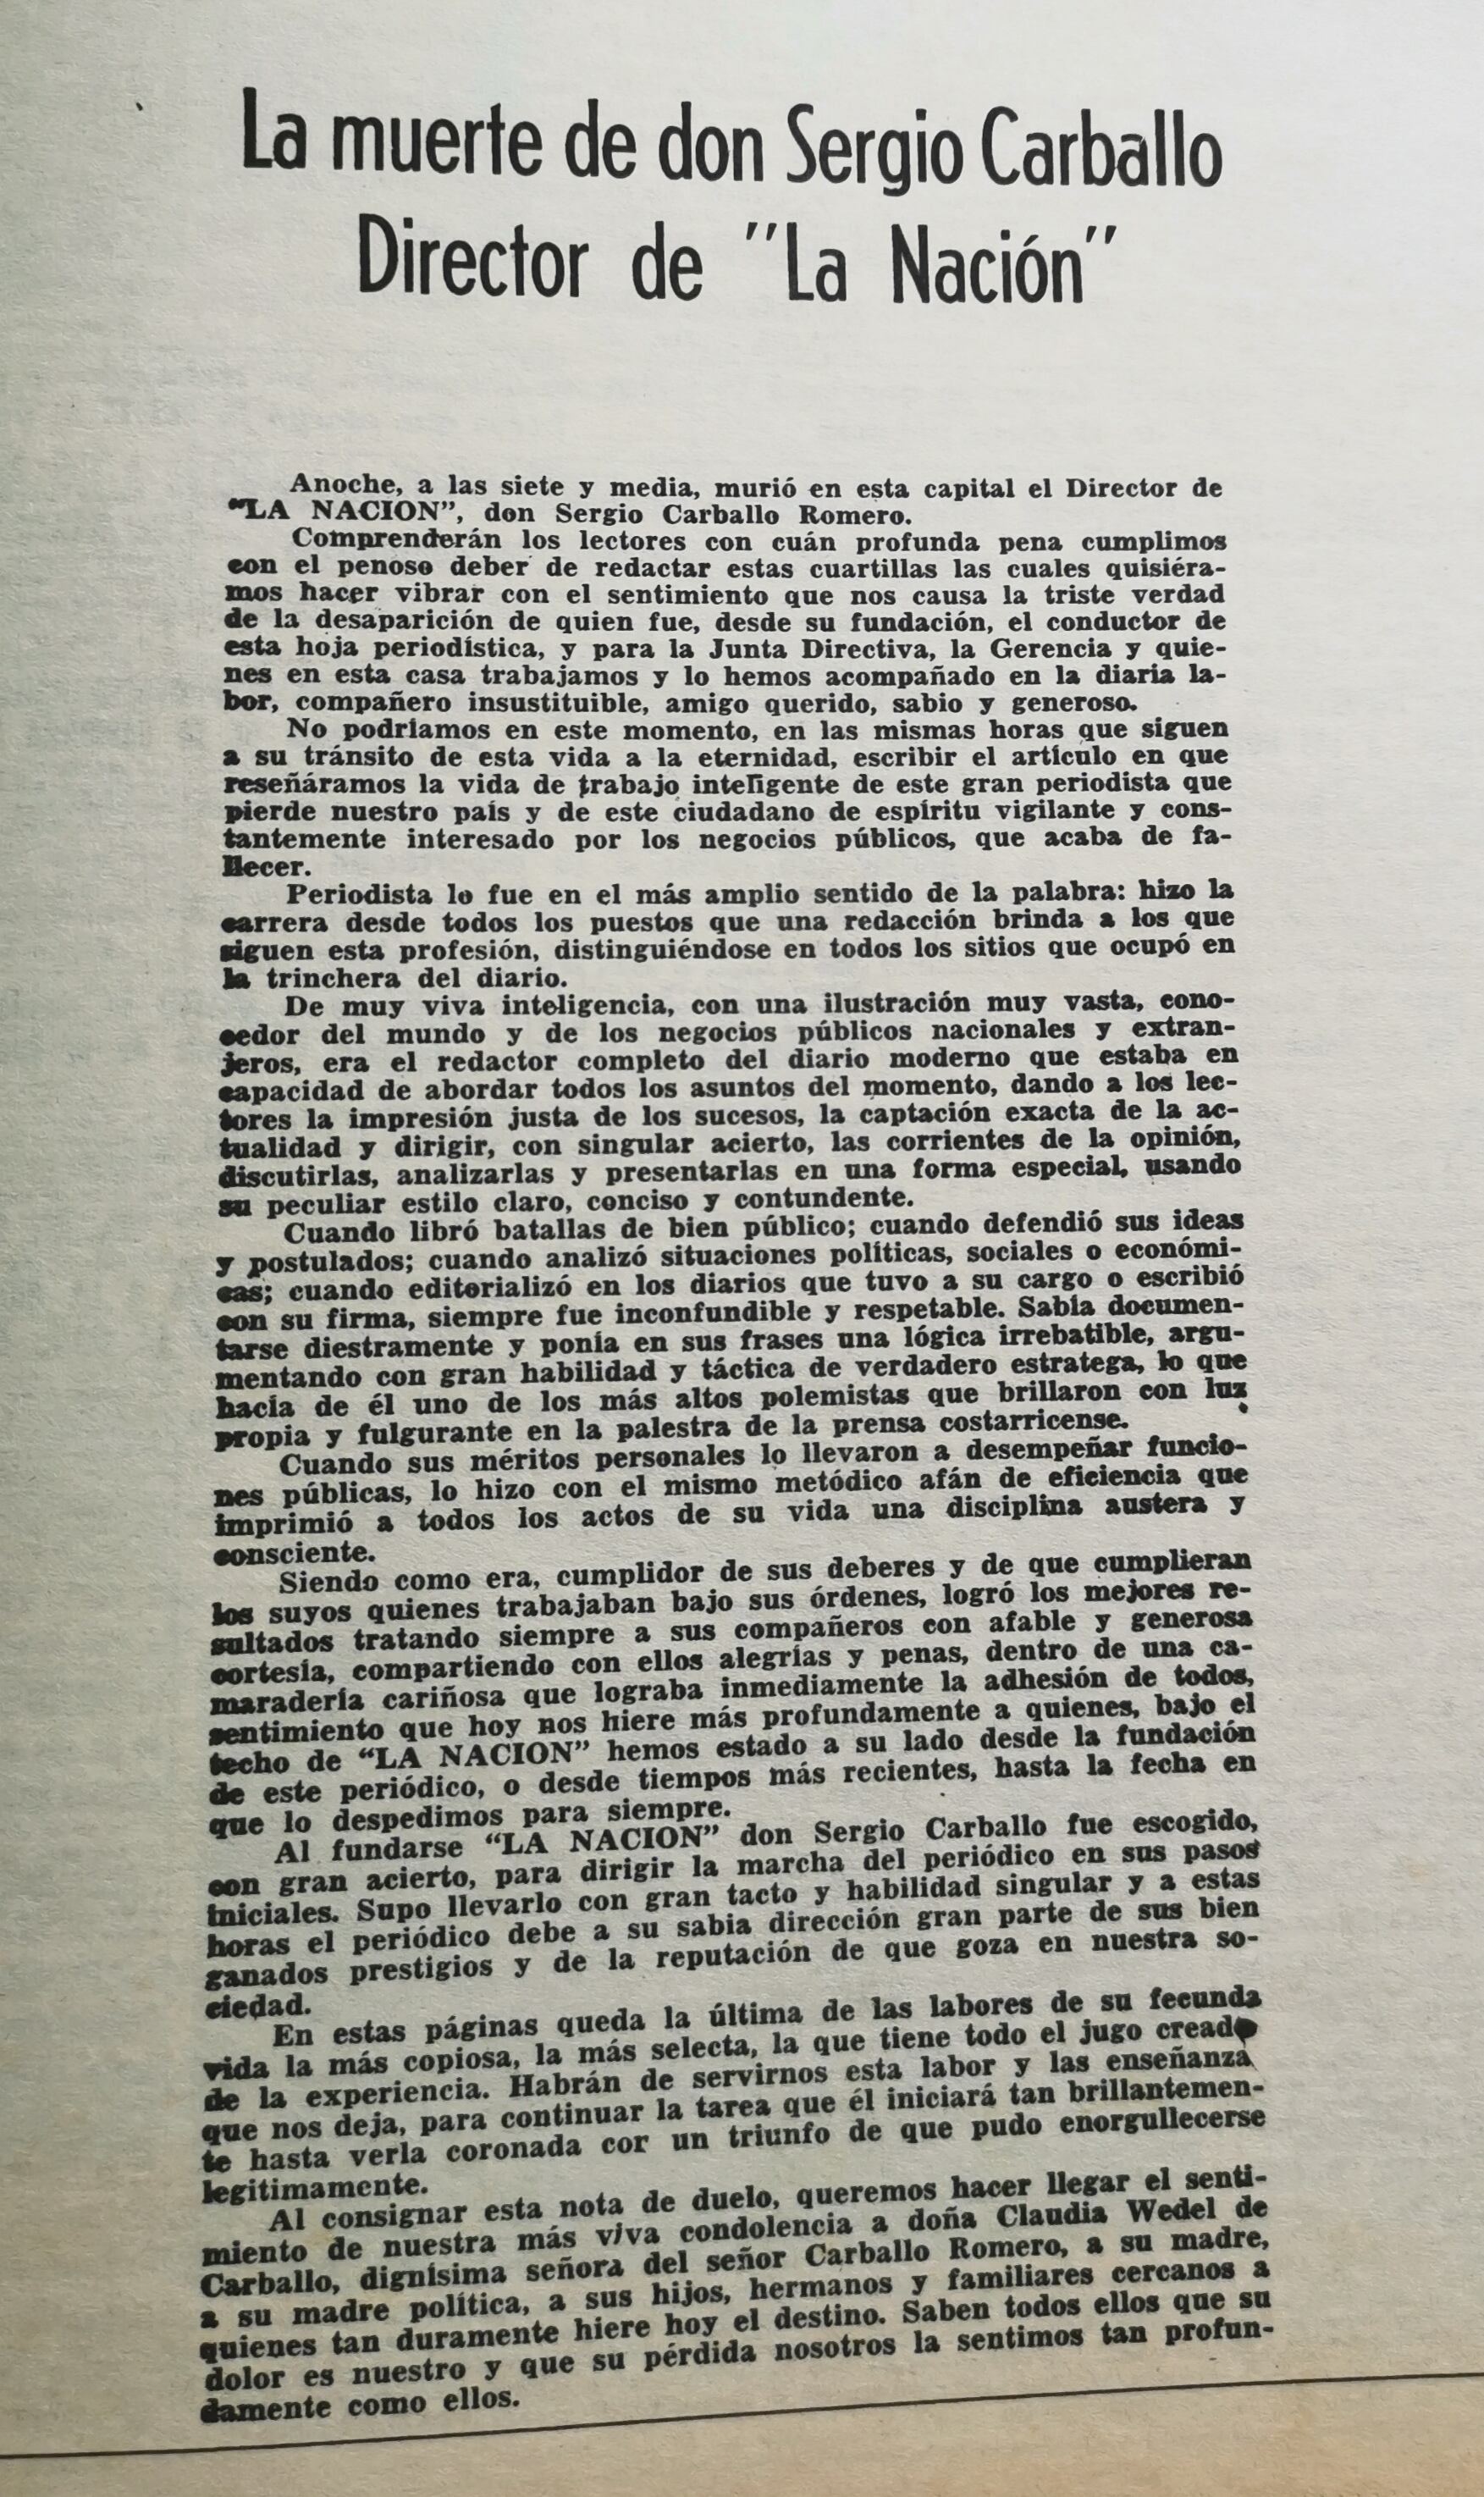 La muerte de don Sergio Carballo
Director de "La Nación"
Anoche, a las siete y media, murió en esta capital el Director de
"LA NACION", don Sergio Carballo Romero.
Comprenderán los lectores con cuán profunda pena cumplimos
con el penoso deber de redactar estas cuartillas las cuales quisiéra-
mos hacer vibrar con el sentimiento que nos causa la triste verdad
de la desaparición de quien fue, desde su fundación, el conductor de
esta hoja periodística, y para la Junta Directiva, la Gerencia y quie-
nes en esta casa trabajamos y lo hemos acompañado en la diaria la-
bor, compañero insustituible, amigo querido, sabio y generoso.
No podríamos en este momento, en las mismas horas que siguen
a su tránsito de esta vida a la eternidad, escribir el artículo en que
reseñáramos la vida de trabajo inteligente de este gran periodista que
pierde nuestro país y de este ciudadano de espíritu vigilante y cons-
tantemente interesado por los negocios públicos, que acaba de fa-
llecer.
Periodista lo fue en el más amplio sentido de la palabra: hizo la
carrera desde todos los puestos que una redacción brinda a los que
siguen esta profesión, distinguiéndose en todos los sitios que ocupó en
la trinchera del diario.
De muy viva inteligencia, con una ilustración muy vasta, cono-
cedor del mundo y de los negocios públicos nacionales y extran-
jeros, era el redactor completo del diario moderno que estaba en
capacidad de abordar todos los asuntos del momento, dando a los lec-
tores la impresión justa de los sucesos, la captación exacta de la ac-
tualidad y dirigir, con singular acierto, las corrientes de la opinión,
discutirlas, analizarlas y presentarlas en una forma especial, usando
su peculiar estilo claro, conciso y contundente.
Cuando libró batallas de bien público; cuando defendió sus ideas
y postulados; cuando analizó situaciones políticas, sociales o económi-
cas; cuando editorializó en los diarios que tuvo a su cargo o escribió
con su firma, siempre fue inconfundible y respetable. Sabía documen-
tarse diestramente y ponía en sus frases una lógica irrebatible, argu-
mentando con gran habilidad y táctica de verdadero estratega, lo que
hacía de él uno de los más altos polemistas que brillaron con luz
propia y fulgurante en la palestra de la prensa costarricense.
Cuando sus méritos personales lo llevaron a desempeñar funcio-
nes públicas, lo hizo con el mismo metódico afán de eficiencia que
imprimió a todos los actos de su vida una disciplina austera y
consciente.
Siendo como era, cumplidor de sus deberes y de que cumplieran
los suyos quienes trabajaban bajo sus órdenes, logró los mejores re-
sultados tratando siempre a sus compañeros con afable y generosa
cortesía, compartiendo con ellos alegrías y penas, dentro de una ca-
maradería cariñosa que lograba inmediamente la adhesión de todos,
sentimiento que hoy nos hiere más profundamente a quienes, bajo el
techo de "LA NACION" hemos estado a su lado desde la fundación
de este periódico, o desde tiempos más recientes, hasta la fecha en
que lo despedimos para siempre.
Al fundarse "LA NACION" don Sergio Carballo fue escogido,
con gran acierto, para dirigir la marcha del periódico en sus pasos
iniciales. Supo llevarlo con gran tacto y habilidad singular y a estas
horas el periódico debe a su sabia dirección gran parte de sus bien
ganados prestigios y de la reputación de que goza en nuestra so-
ciedad.
En estas páginas queda la última de las labores de su fecunda
vida la más copiosa, la más selecta, la que tiene todo el jugo creado
de la experiencia. Habrán de servirnos esta labor y las enseñanza
que nos deja, para continuar la tarea que él iniciará tan brillantemen-
te hasta verla coronada cor un triunfo de que pudo enorgullecerse
legítimamente.
Al consignar esta nota de duelo, queremos hacer llegar el senti-
miento de nuestra más viva condolencia a doña Claudia Wedel de
Carballo, dignísima señora del señor Carballo Romero, a su madre,
a su madre política, a sus hijos, hermanos y familiares cercanos a
quienes tan duramente hiere hoy el destino. Saben todos ellos que su
dolor es nuestro y que su pérdida nosotros la sentimos tan profun-
damente como ellos.